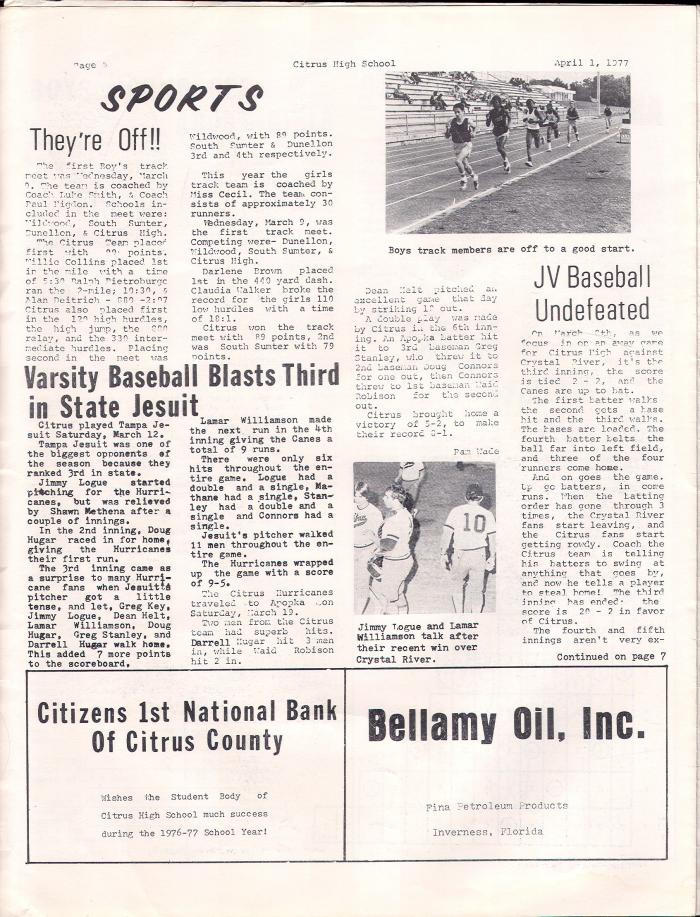 Page 5
Citrus High School
April 1, 1977
SPORTS
They're Off!!
The first Boy's track
meet was Wednesday, March
9. The team is coached by
Coach Luke Smith, & Coach
Paul Higdon. Schools in-
cluded in the meet were:
Wildwood, South Sumter,
Dunellon, & Citrus High.
The Citrus Team placed
first with points.
Willie Collins placed 1st
in the mile with a time
of 5:30 Ralph Pietroburgo
ran the 2-mile; 10:30, &
Alan Deitrich - 880 -2:07
Citrus also placed first
in the 120 high hurdles,
the high jump, the 880
relay, and the 330 inter-
mediate hurdles. Placing
second in the meet was
Wildwood, with 89 points.
South Sumter & Dunellon
3rd and 4th respectively.
This year the girls
track team is coached by
Miss Cecil. The team con-
sists of approximately 30
runners.
Wednesday, March 9, was
the first track meet.
Competing were- Dunellon,
Wildwood, South Sumter, &
Citrus High.
Darlene Brown placed
1st in the 440 yard dash.
Claudia Walker broke the
record for the girls 110
low hurdles with a time
of 18:1.
Citrus won the track
meet with 89 points, 2nd
was South Sumter with 79
points.
Boys track members are off to a good start.
Varsity Baseball Blasts Third
in State Jesuit
Citrus played Tampa Je-
suit Saturday, March 12.
Tampa Jesuit was one of
the biggest opponents of
the season because they
ranked 3rd in state.
Jimmy Logue started
pitching for the Hurri-
canes, but was relieved
by Shawn Methena after a
couple of innings.
In the 2nd inning, Doug
Hugar raced in for home,
giving the Hurricanes
their first run.
The 3rd inning came as
a surprise to many Hurri-
cane fans when Jesuits
pitcher got a little
tense, and let, Greg Key,
Jimmy Logue, Dean Helt,
Lamar Williamson, Doug
Hugar, Greg Stanley, and
Darrell Hugar walk home.
This added 7 more points
to the scoreboard.
Lamar Williamson made
the next run in the 4th
inning giving the Canes a
total of 9 runs.
There were only six
hits throughout the en-
tire game. Logue had a
double and a single, Ma-
thana had a single, Stan-
ley had a double and a
single and Connors had a
single.
Jesuit's pitcher walked
11 men throughout the en-
tire game.
The Hurricanes wrapped
up the game with a score
of 9-5.
The Citrus Hurricanes
traveled to Apopka on
Saturday, March 19.
Two men from the Citrus
team had superb hits.
Darrell Hugar hit 3 men
in, while Waid Robison
hit 2 in.
Dean Helt pitched an
excellent game that day
by striking 10 out.
A double play was made
by Citrus in the 6th inn-
ing. An Apopka batter hit
it to 3rd baseman Greg
Stanley, who threw it to
2nd baseman Doug Connors
for one out, then Connors
threw to 1st baseman Waid
Robison for the second
out.
Citrus brought home a
victory of 5-2, to make
their record 8-1.
Pam Wade
10
Jimmy Logue and Lamar
Williamson talk after
their recent win over
Crystal River.
JV Baseball
Undefeated
On March 8th, as we
focus in on an away game
for Citrus High against
Crystal River, it's the
third inning, the score
is tied 2 - 2, and the
Canes are up to bat.
The first batter walks
the second gets a base
hit and the third walks.
The bases are loaded. The
fourth batter belts the
ball far into left field,
and three of the four
runners come home.
And on goes the game.
Up go batters, in come
runs. When the batting
order has gone through 3
times, the Crystal River
fans start leaving, and
the Citrus fans start
getting rowdy. Coach the
Citrus team is telling
his batters to swing at
anything that goes by,
and now he tells a player
to steal home! The third
inning has ended- the
score is 20 - 2 in favor
of Citrus.
The fourth and fifth
innings aren't very ex-
Continued on page 7
Citizens 1st National Bank
Of Citrus County
Wishes the Student Body of
Citrus High School much success
during the 1976-77 School Year!
Bellamy Oil, Inc.
Fina Petroleum Products
Inverness, Florida